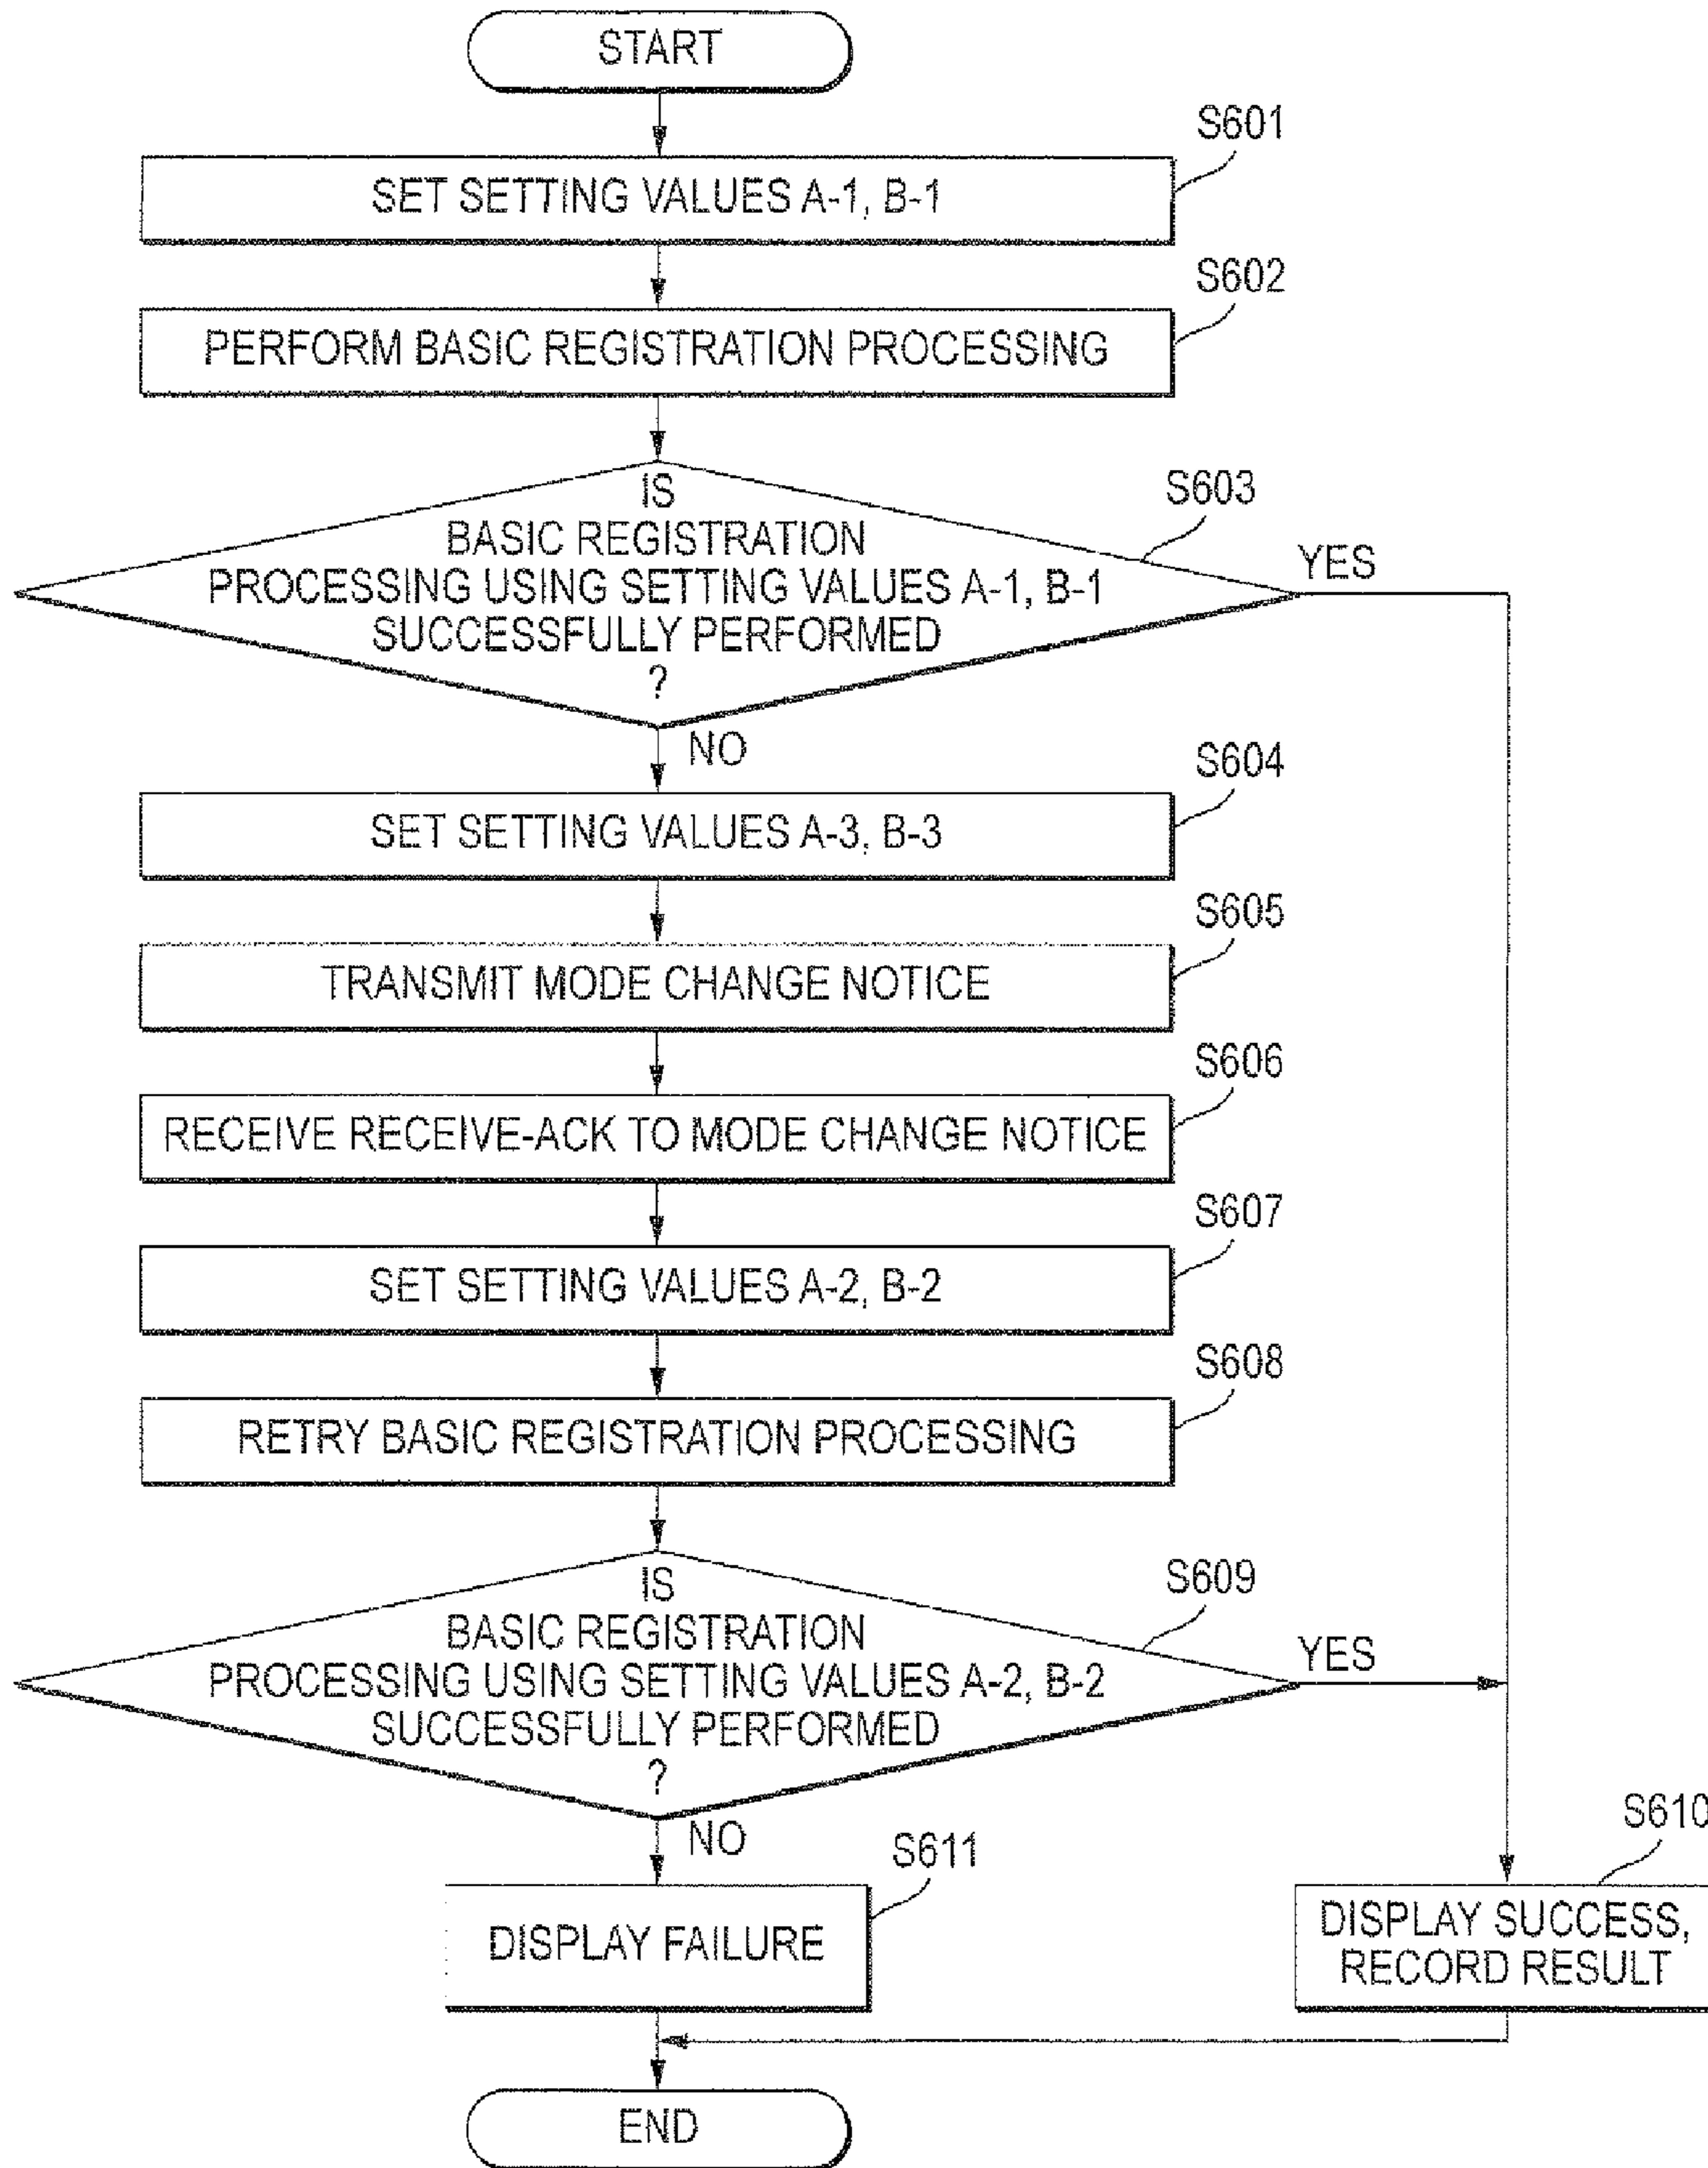 START
S601
SET SETTING VALUES A-1, B-1
S602
PERFORM BASIC REGISTRATION PROCESSING
S603
IS
BASIC REGISTRATION
PROCESSING USING SETTING VALUES A-1, B-1
SUCCESSFULLY PERFORMED
?
YES
NO
S604
SET SETTING VALUES A-3, B-3
S605
TRANSMIT MODE CHANGE NOTICE
S606
RECEIVE RECEIVE-ACK TO MODE CHANGE NOTICE
S607
SET SETTING VALUES A-2, B-2
S608
RETRY BASIC REGISTRATION PROCESSING
S609
IS
BASIC REGISTRATION
PROCESSING USING SETTING VALUES A-2, B-2
SUCCESSFULLY PERFORMED
?
YES
NO
S611
DISPLAY FAILURE
S610
DISPLAY SUCCESS,
RECORD RESULT
END